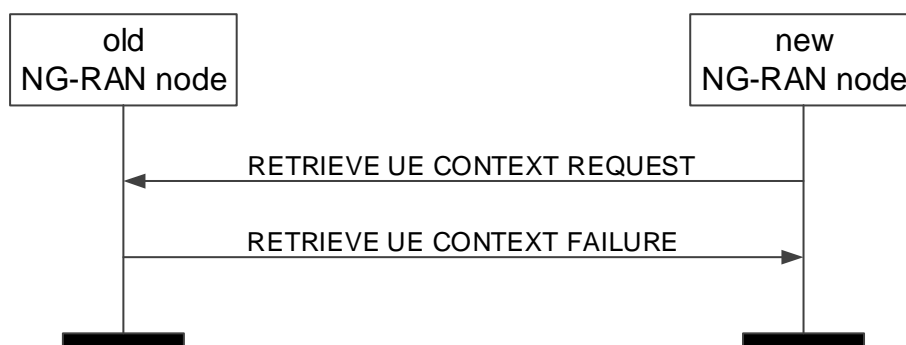 old
NG-RAN node
new
NG-RAN node
RETRIEVE UE CONTEXT REQUEST
RETRIEVE UE CONTEXT FAILURE